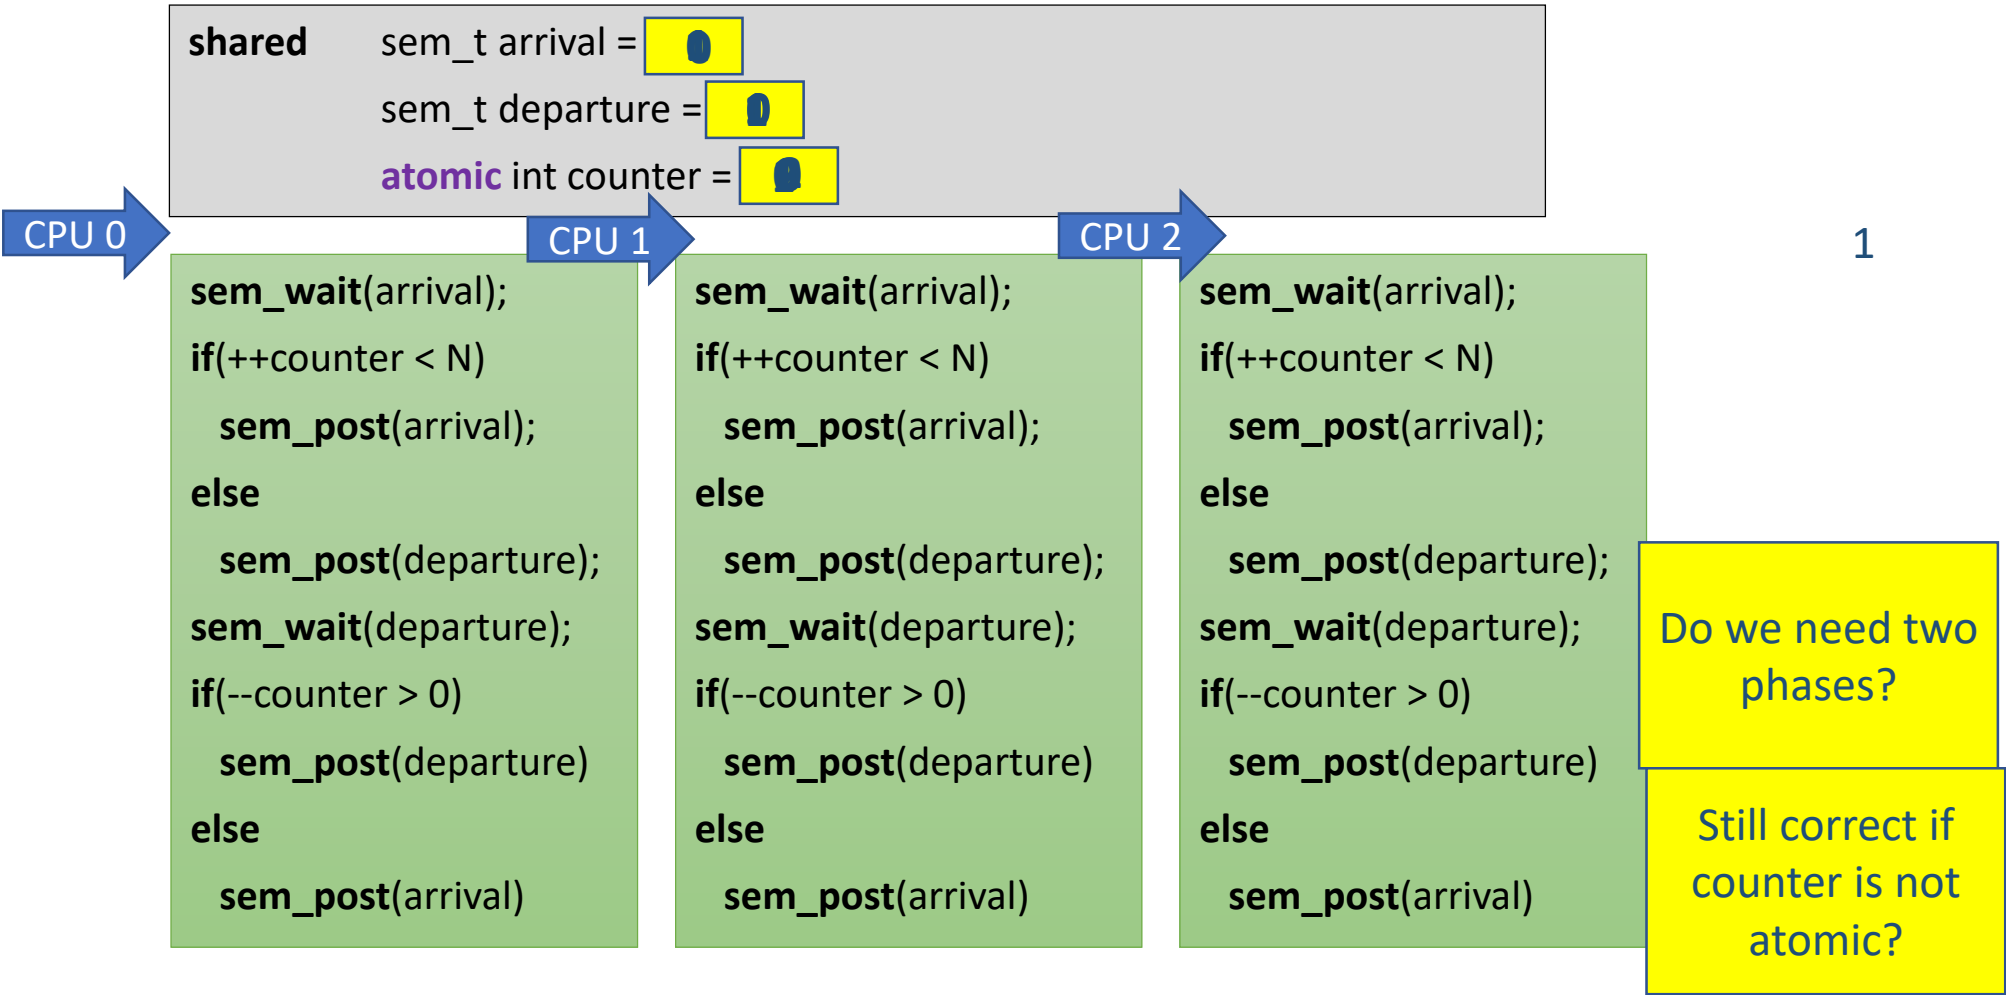 shared sem_t arrival =
sem_t departure =
atomic int counter =
CPU 0
CPU 1
CPU 2
1
sem_wait(arrival);
if(++counter < N)
sem_post(arrival);
else
sem_post(departure);
sem_wait(departure);
if(--counter > 0)
sem_post(departure)
else
sem_post(arrival)
sem_wait(arrival);
if(++counter < N)
sem_post(arrival);
else
sem_post(departure);
sem_wait(departure);
if(--counter > 0)
sem_post(departure)
else
sem_post(arrival)
sem_wait(arrival);
if(++counter < N)
sem_post(arrival);
else
sem_post(departure);
sem_wait(departure);
if(--counter > 0)
sem_post(departure)
else
sem_post(arrival)
Do we need two
phases?
Still correct if
counter is not
atomic?